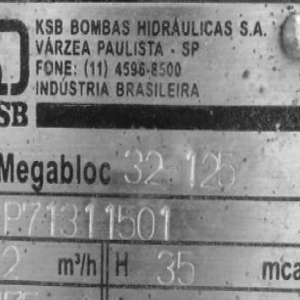 KSB BOMBAS HIDRÁULICAS S.A.
VÁRZEA PAULISTA - SP
FONE: (11) 4596-8500
INDÚSTRIA BRASILEIRA
SB
Megabloc 32-125
P71311501
2 m³/h H 35 mca